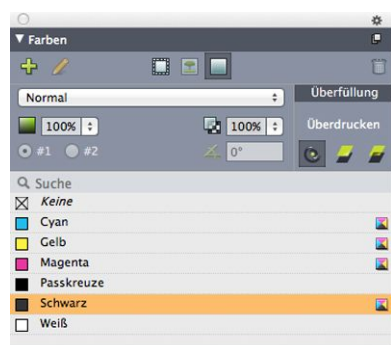 Farben
Normal
Überfüllung
100%
100%
Überdrucken
#1 #2
0°
Suche
Keine
Cyan
Gelb
Magenta
Passkreuze
Schwarz
Weiß